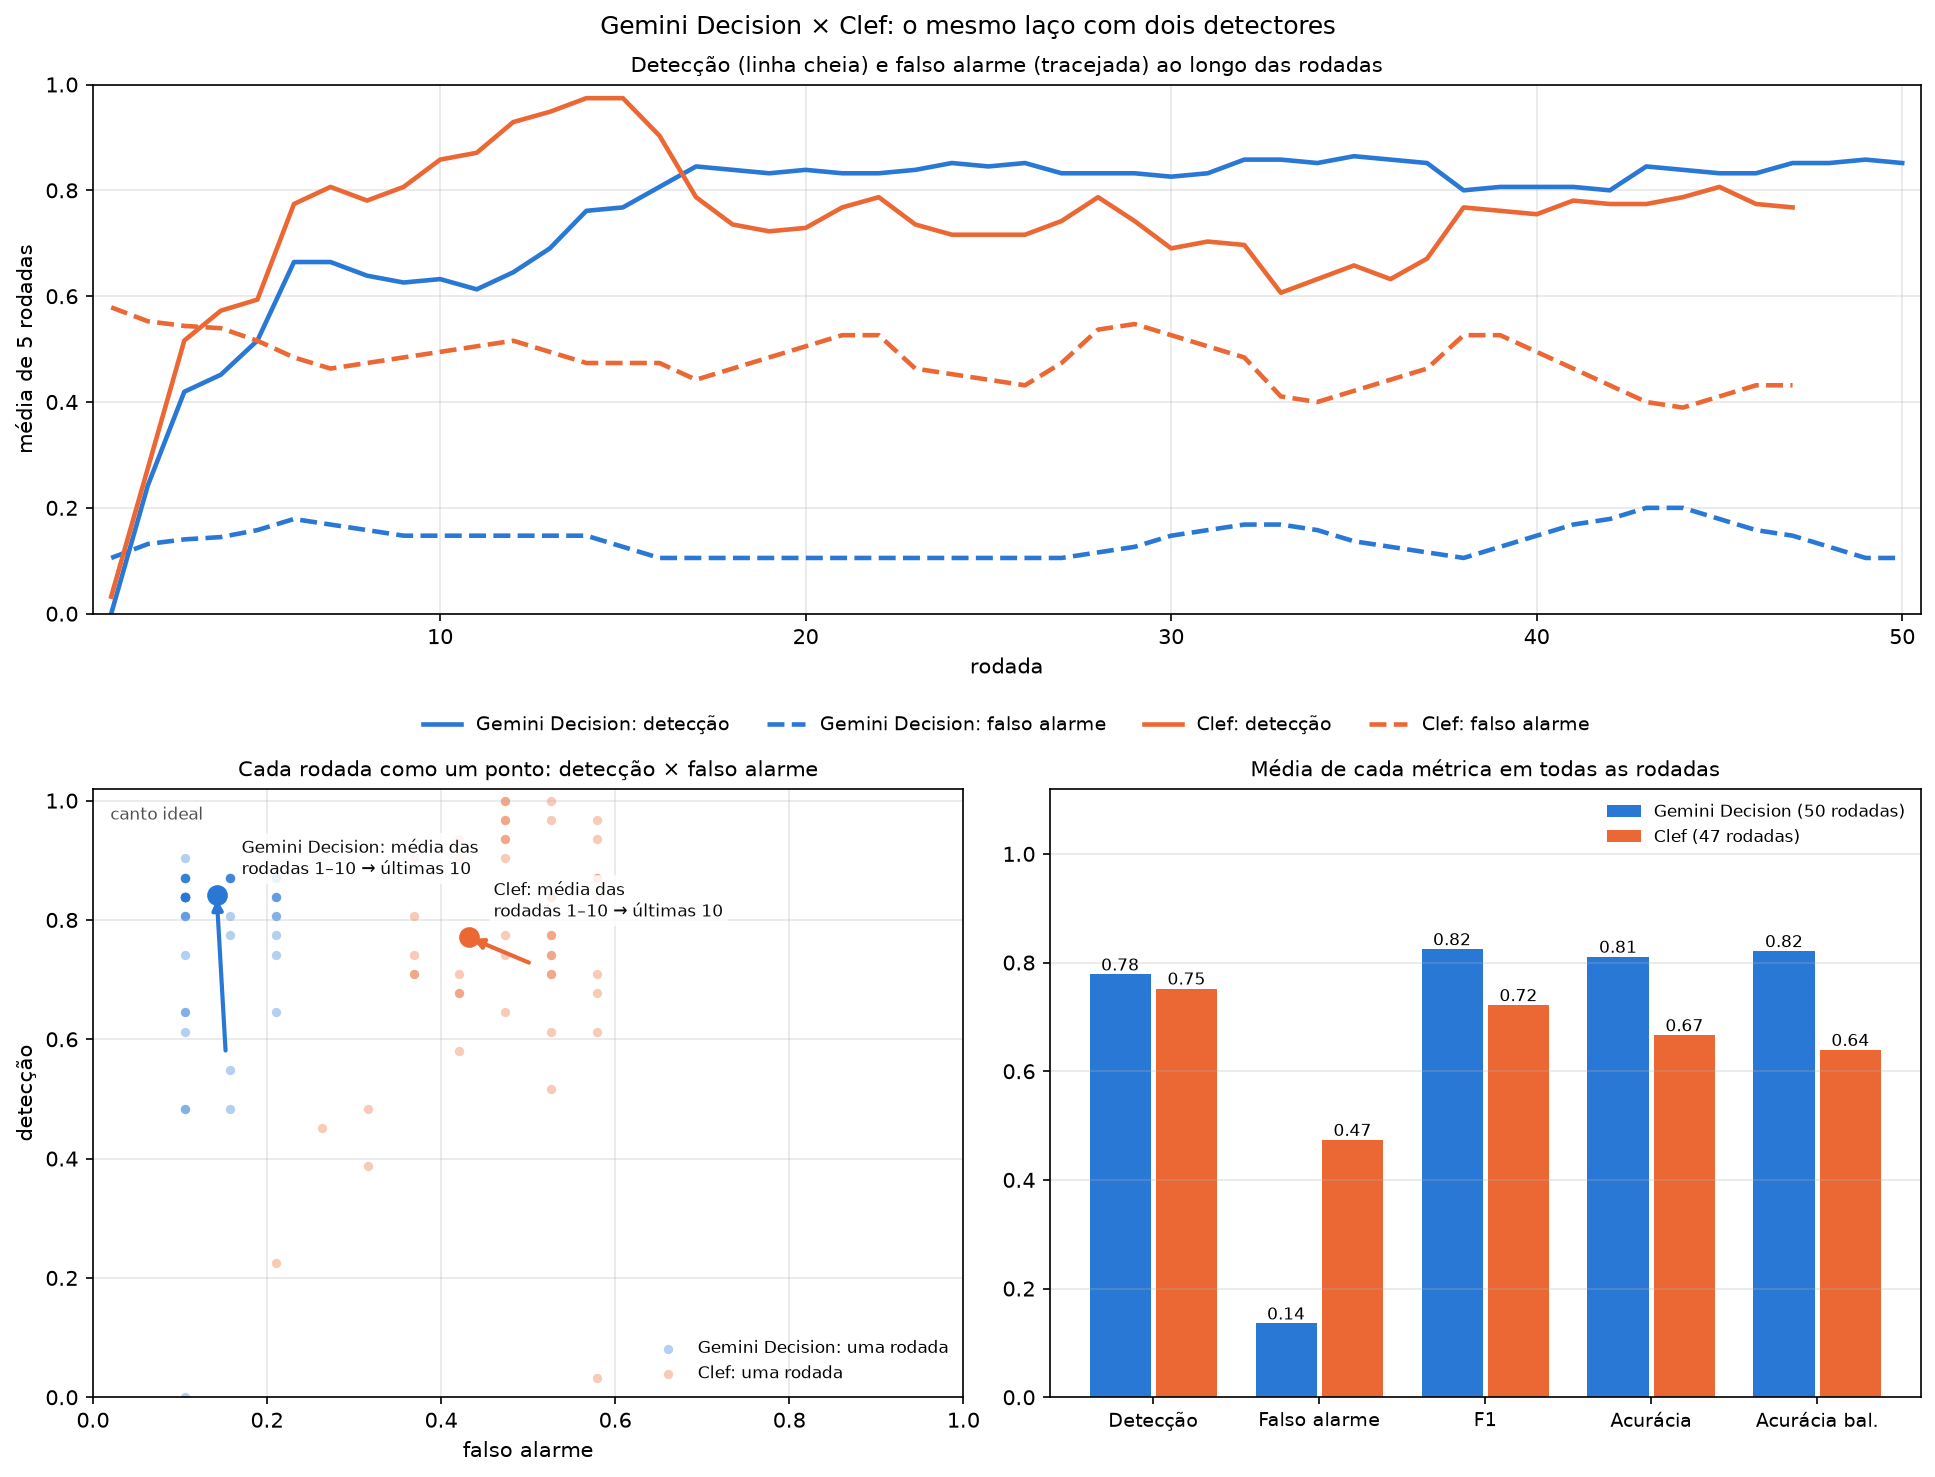 Gemini Decision × Clef: o mesmo laço com dois detectores
Detecção (linha cheia) e falso alarme (tracejada) ao longo das rodadas
1.0
0.8
0.6
0.4
0.2
0.0
média de 5 rodadas
10
20
30
40
50
rodada
Gemini Decision: detecção
Gemini Decision: falso alarme
Clef: detecção
Clef: falso alarme
Cada rodada como um ponto: detecção × falso alarme
1.0
0.8
0.6
0.4
0.2
0.0
detecção
canto ideal
Gemini Decision: média das
rodadas 1–10 → últimas 10
Clef: média das
rodadas 1–10 → últimas 10
Gemini Decision: uma rodada
Clef: uma rodada
0.0
0.2
0.4
0.6
0.8
1.0
falso alarme
Média de cada métrica em todas as rodadas
Gemini Decision (50 rodadas)
Clef (47 rodadas)
1.0
0.8
0.6
0.4
0.2
0.0
0.78
0.75
0.14
0.47
0.82
0.72
0.81
0.67
0.82
0.64
Detecção
Falso alarme
F1
Acurácia
Acurácia bal.